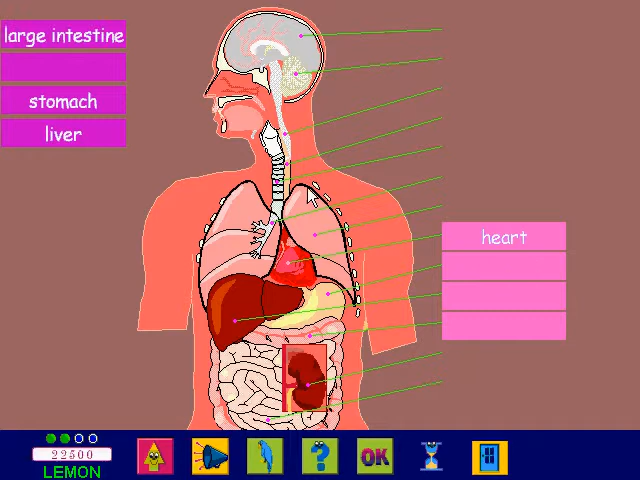 large intestine
stomach
liver
heart
22500
LEMON
?
OK